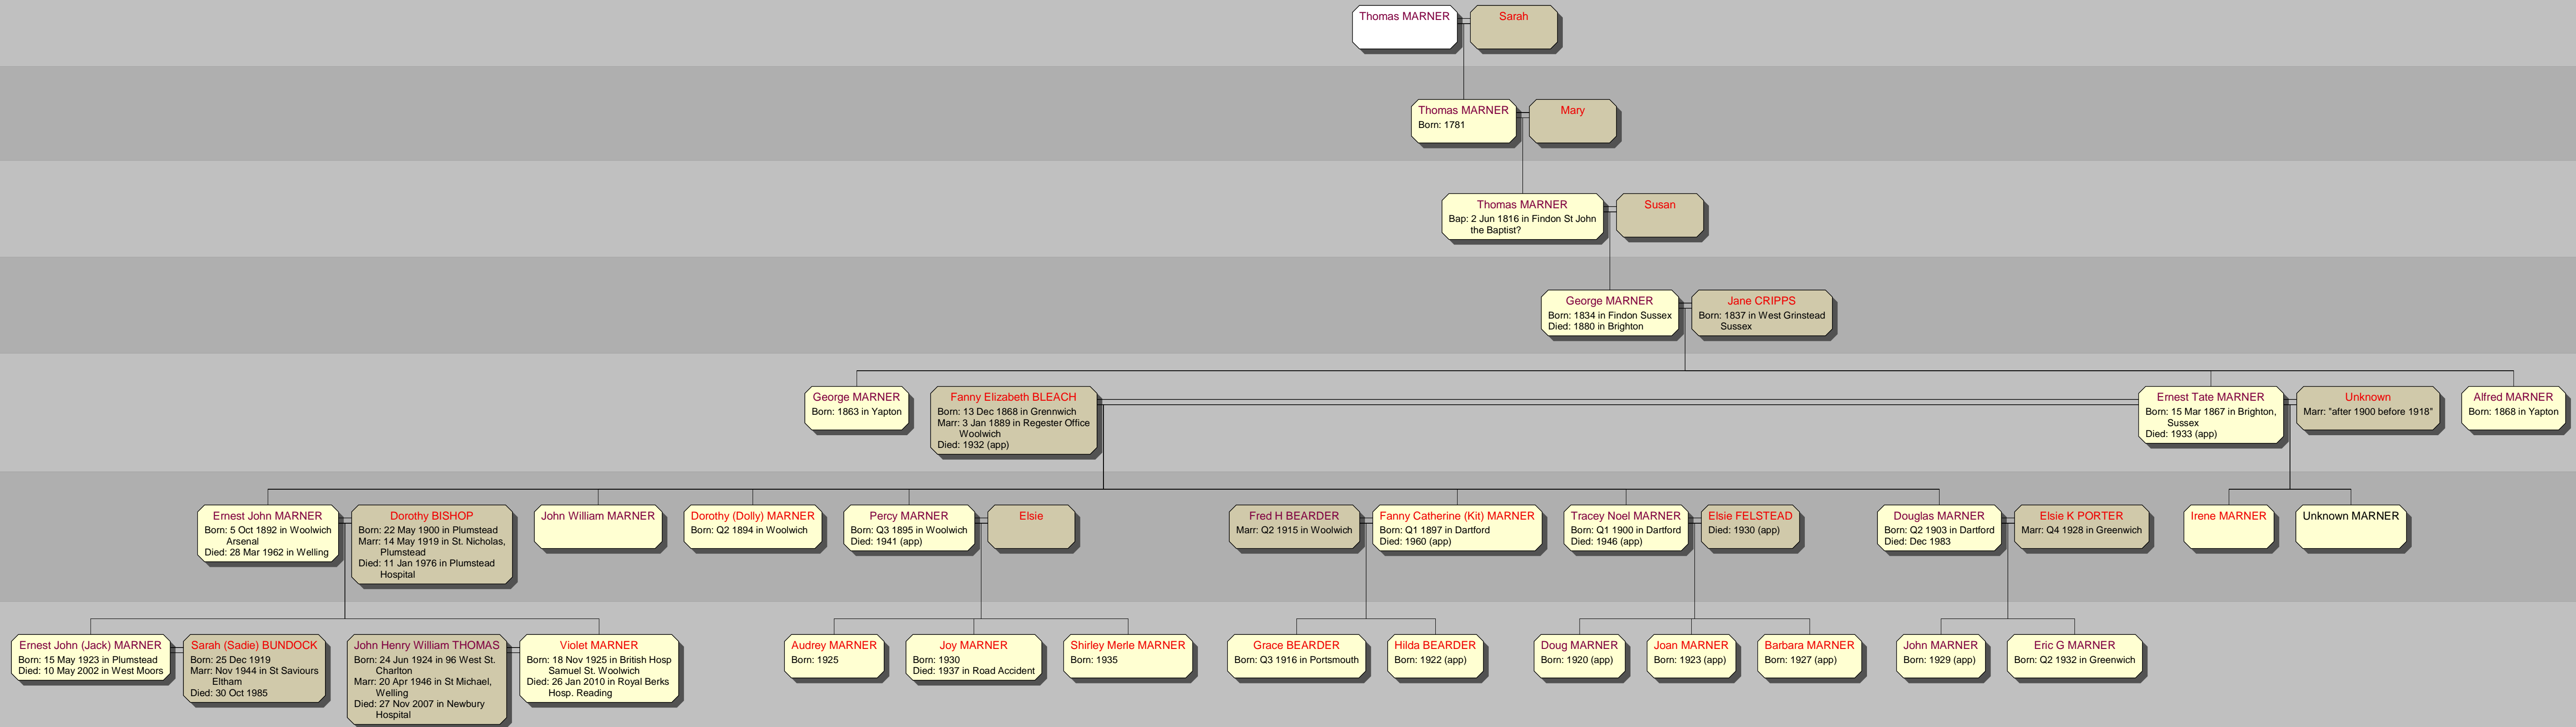 Thomas MARNER
Sarah
Thomas MARNER
Born: 1781
Mary
Thomas MARNER
Bap: 2 Jun 1816 in Findon St John
the Baptist?
Susan
George MARNER
Born: 1834 in Findon Sussex
Died: 1880 in Brighton
Jane CRIPPS
Born: 1837 in West Grinstead
Sussex
George MARNER
Born: 1863 in Yapton
Fanny Elizabeth BLEACH
Born: 13 Dec 1868 in Grennwich
Marr: 3 Jan 1889 in Regester Office
Woolwich
Died: 1932 (app)
Ernest Tate MARNER
Born: 15 Mar 1867 in Brighton,
Sussex
Died: 1933 (app)
Unknown
Marr: "after 1900 before 1918"
Alfred MARNER
Born: 1868 in Yapton
Ernest John MARNER
Born: 5 Oct 1892 in Woolwich
Arsenal
Died: 28 Mar 1962 in Welling
Dorothy BISHOP
Born: 22 May 1900 in Plumstead
Marr: 14 May 1919 in St. Nicholas,
Plumstead
Died: 11 Jan 1976 in Plumstead
Hospital
John William MARNER
Dorothy (Dolly) MARNER
Born: Q2 1894 in Woolwich
Percy MARNER
Born: Q3 1895 in Woolwich
Died: 1941 (app)
Elsie
Fred H BEARDER
Marr: Q2 1915 in Woolwich
Fanny Catherine (Kit) MARNER
Born: Q1 1897 in Dartford
Died: 1960 (app)
Tracey Noel MARNER
Born: Q1 1900 in Dartford
Died: 1946 (app)
Elsie FELSTEAD
Died: 1930 (app)
Douglas MARNER
Born: Q2 1903 in Dartford
Died: Dec 1983
Elsie K PORTER
Marr: Q4 1928 in Greenwich
Irene MARNER
Unknown MARNER
Ernest John (Jack) MARNER
Born: 15 May 1923 in Plumstead
Died: 10 May 2002 in West Moors
Sarah (Sadie) BUNDOCK
Born: 25 Dec 1919
Marr: Nov 1944 in St Saviours
Eltham
Died: 30 Oct 1985
John Henry William THOMAS
Born: 24 Jun 1924 in 96 West St.
Charlton
Marr: 20 Apr 1946 in St Michael,
Welling
Died: 27 Nov 2007 in Newbury
Hospital
Violet MARNER
Born: 18 Nov 1925 in British Hosp
Samuel St. Woolwich
Died: 26 Jan 2010 in Royal Berks
Hosp. Reading
Audrey MARNER
Born: 1925
Joy MARNER
Born: 1930
Died: 1937 in Road Accident
Shirley Merle MARNER
Born: 1935
Grace BEARDER
Born: Q3 1916 in Portsmouth
Hilda BEARDER
Born: 1922 (app)
Doug MARNER
Born: 1920 (app)
Joan MARNER
Born: 1923 (app)
Barbara MARNER
Born: 1927 (app)
John MARNER
Born: 1929 (app)
Eric G MARNER
Born: Q2 1932 in Greenwich